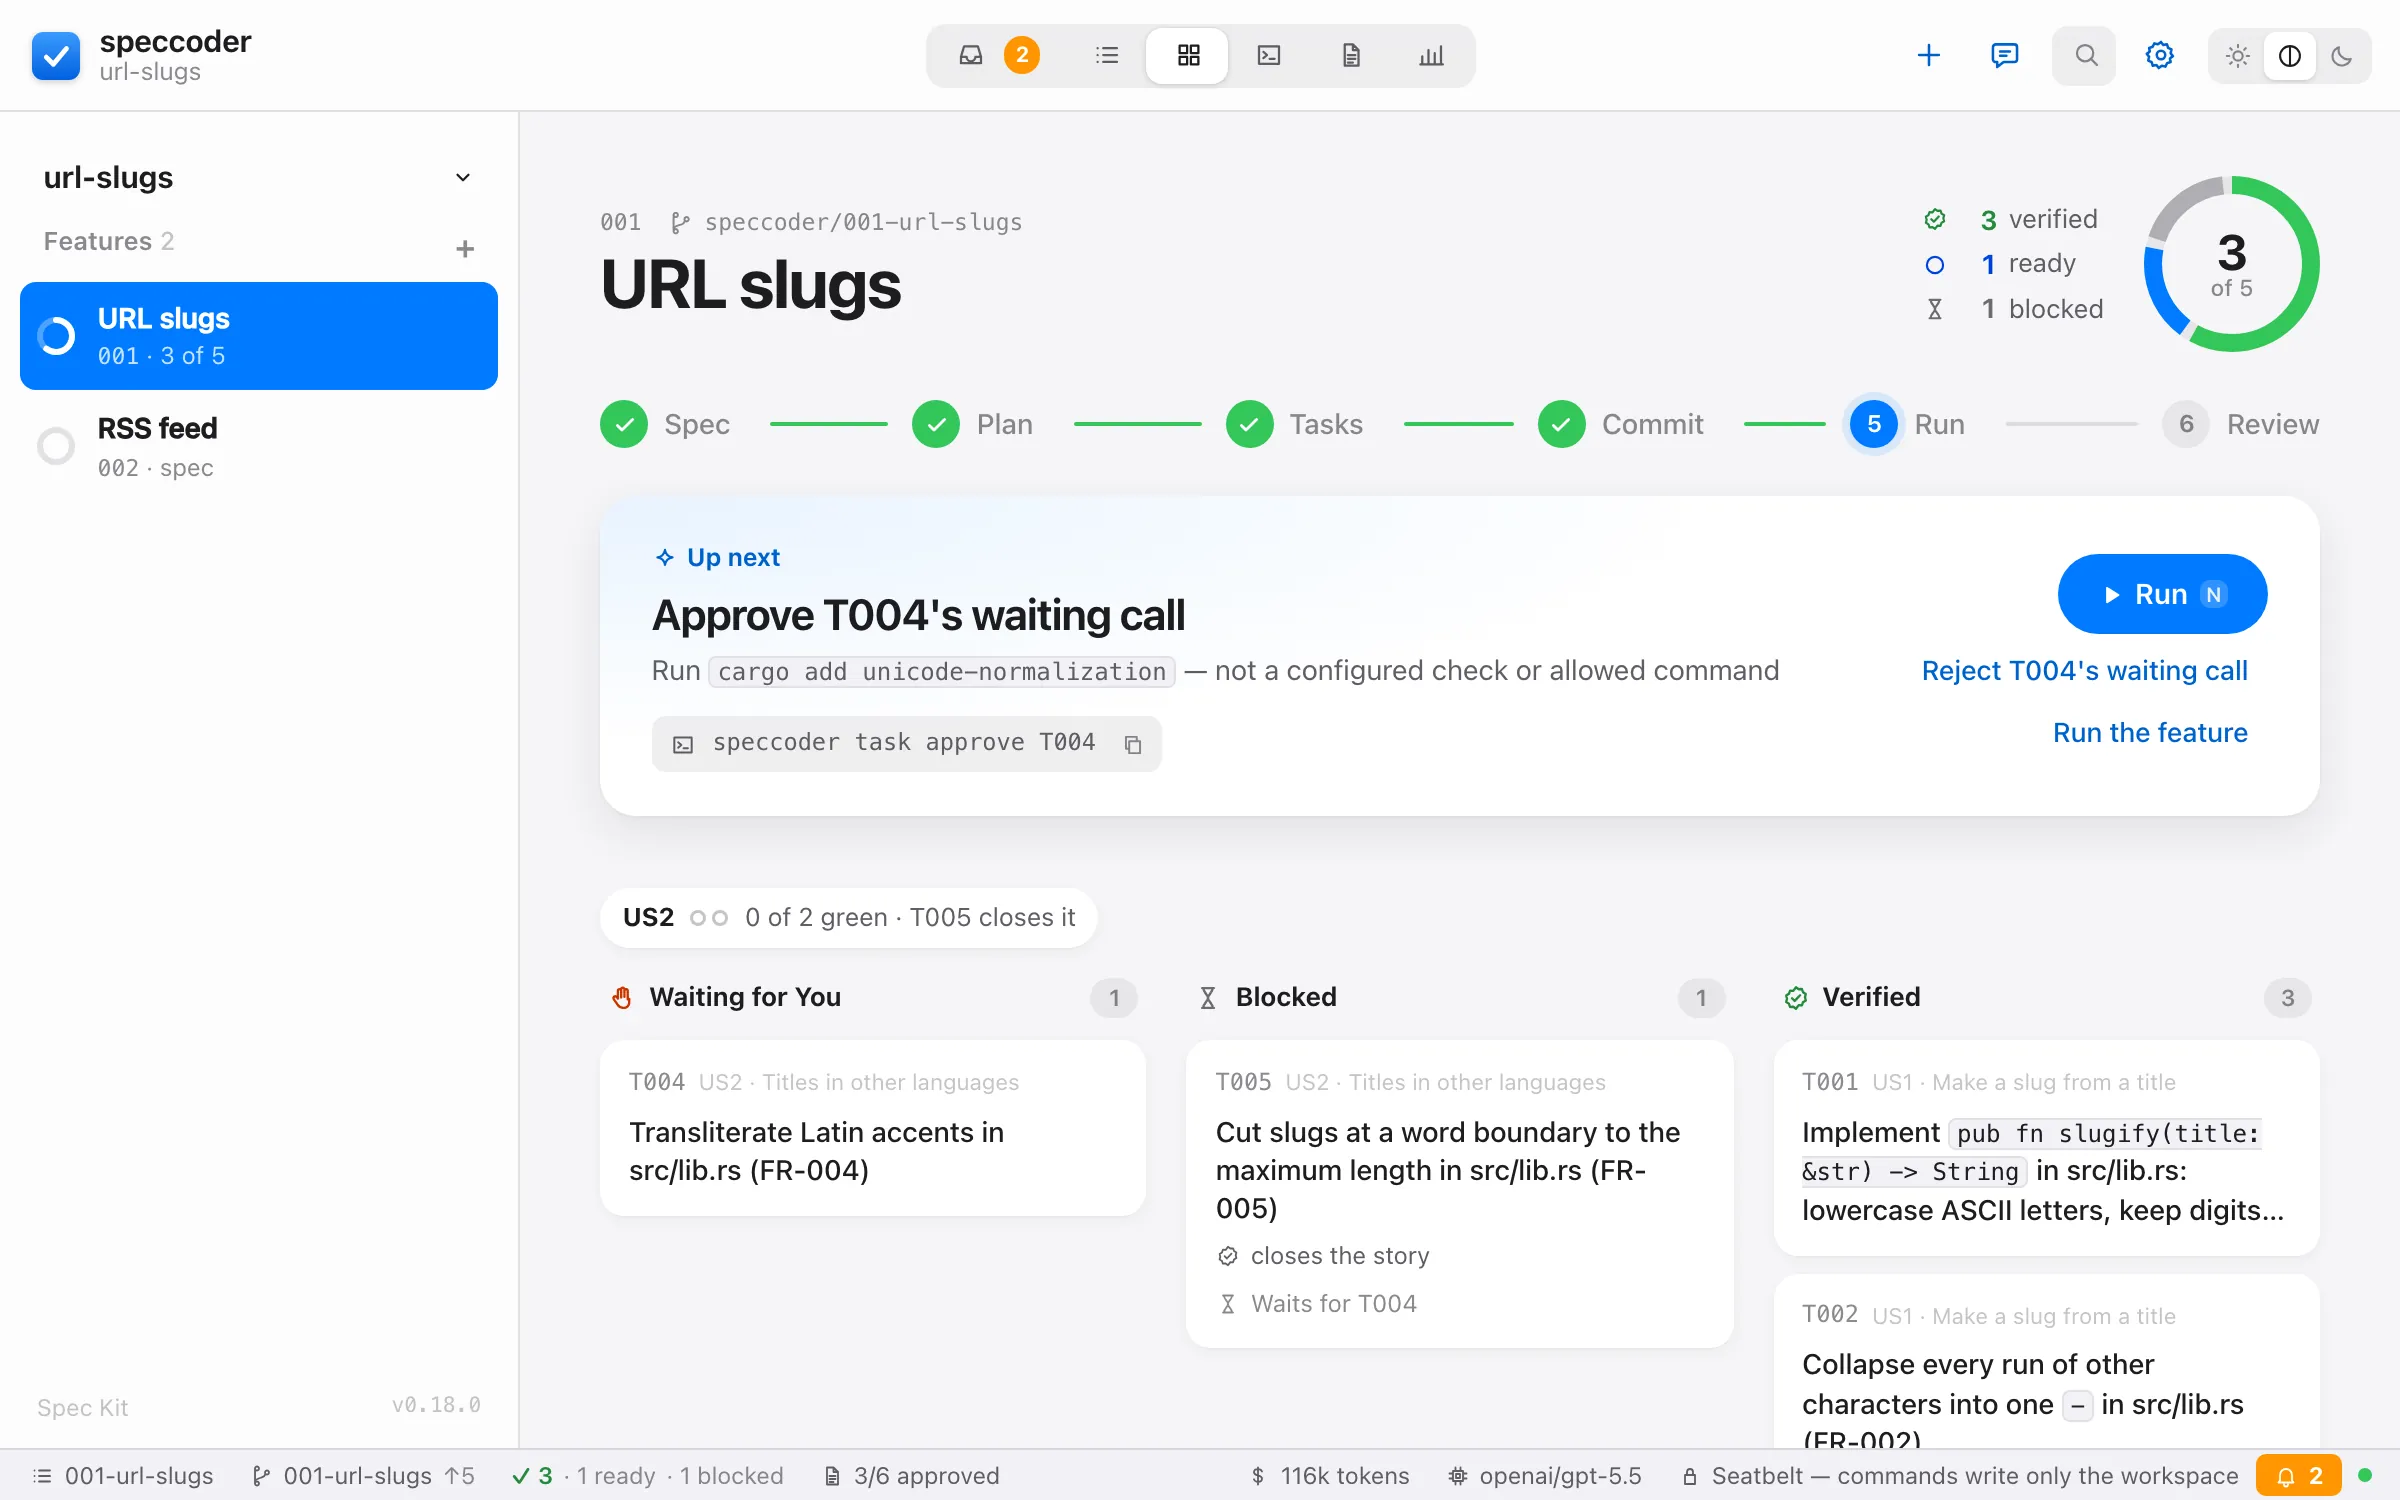 speccoder
url-slugs
2
url-slugs
Features 2
URL slugs
001 · 3 of 5
RSS feed
002 · spec
Spec Kit
v0.18.0
001 speccoder/001-url-slugs
URL slugs
3 verified
1 ready
1 blocked
3
of 5
Spec
Plan
Tasks
Commit
5 Run
6 Review
Up next
Approve T004's waiting call
Run cargo add unicode-normalization — not a configured check or allowed command
speccoder task approve T004
Run N
Reject T004's waiting call
Run the feature
US2 0 of 2 green · T005 closes it
Waiting for You 1
T004 US2 · Titles in other languages
Transliterate Latin accents in
src/lib.rs (FR-004)
Blocked 1
T005 US2 · Titles in other languages
Cut slugs at a word boundary to the
maximum length in src/lib.rs (FR-
005)
closes the story
Waits for T004
Verified 3
T001 US1 · Make a slug from a title
Implement pub fn slugify(title:
&str) -> String in src/lib.rs:
lowercase ASCII letters, keep digits…
T002 US1 · Make a slug from a title
Collapse every run of other
characters into one - in src/lib.rs
(FR-002)
001-url-slugs
001-url-slugs ↑5
3 · 1 ready · 1 blocked
3/6 approved
$ 116k tokens
openai/gpt-5.5
Seatbelt — commands write only the workspace
2